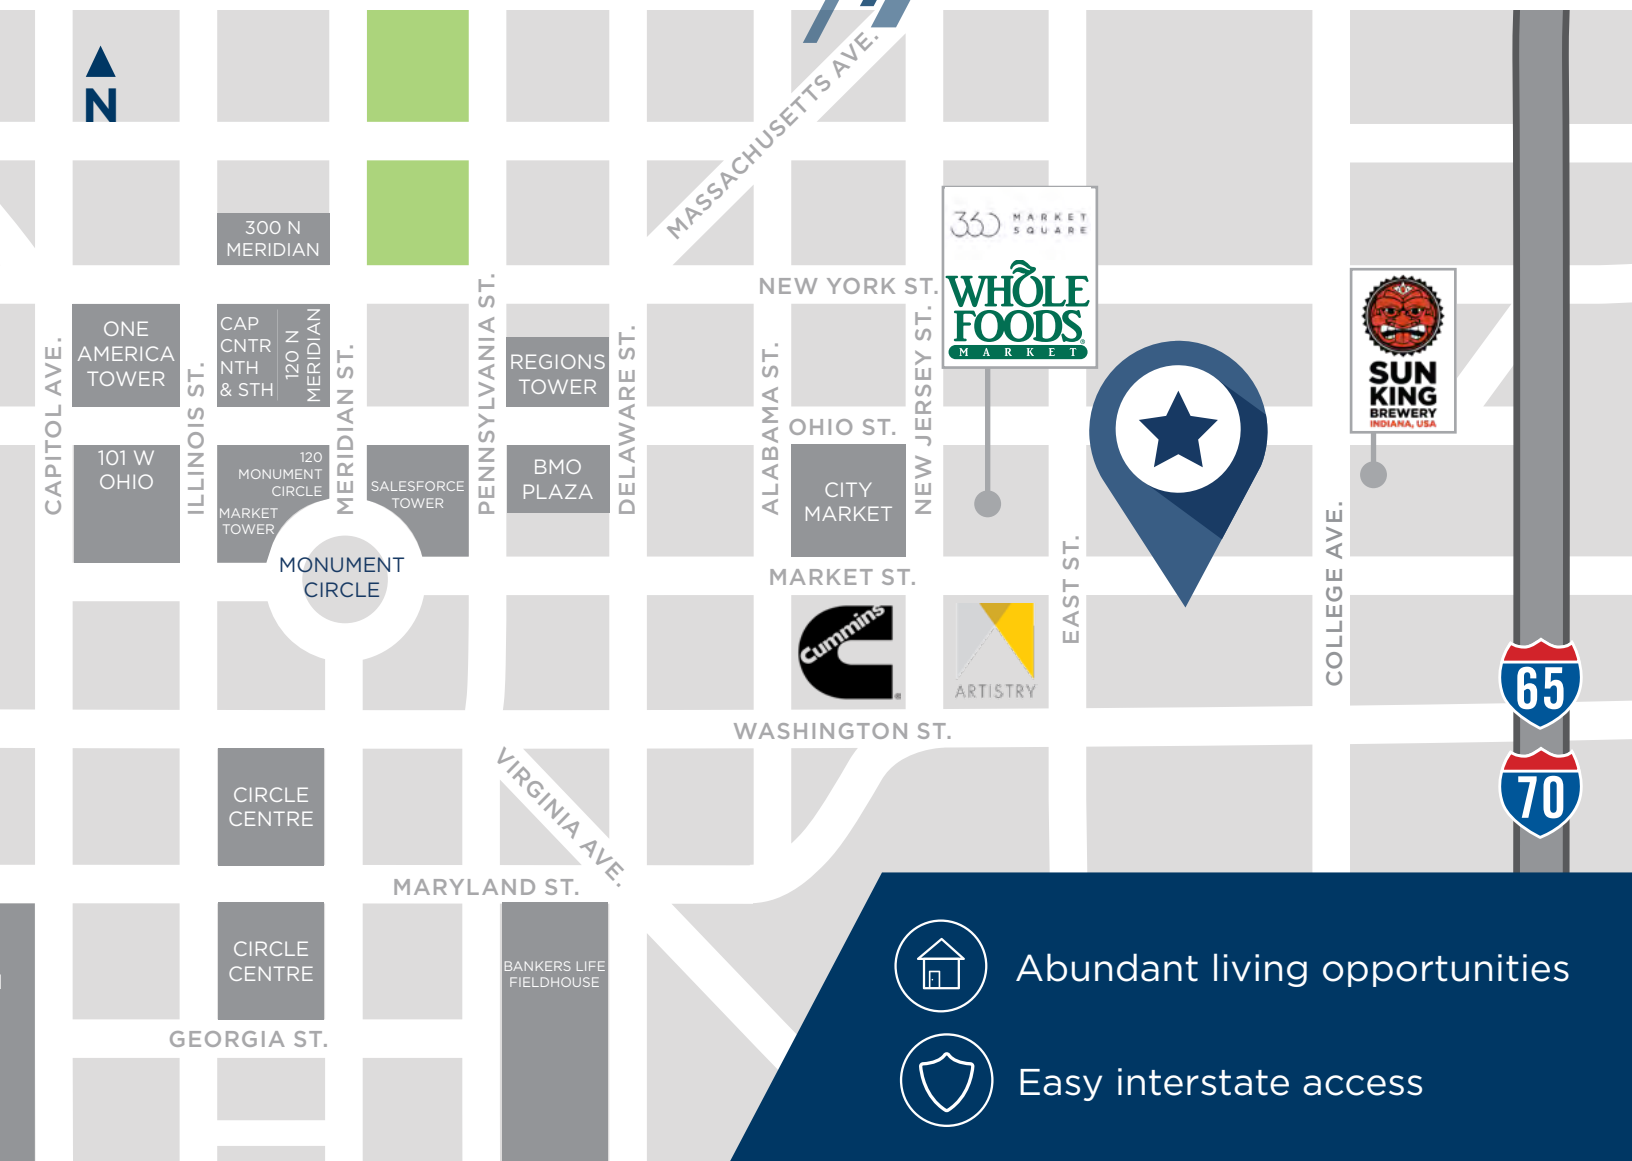 N
MASSACHUSETTS AVE.
300 N
MERIDIAN
360 MARKET
SQUARE
WHOLE
FOODS
MARKET
NEW YORK ST.
SUN
KING
BREWERY
INDIANA, USA
CAPITOL AVE.
ONE
AMERICA
TOWER
ILLINOIS ST.
CAP
CNTR
NTH
& STH
120 N
MERIDIAN
MERIDIAN ST.
PENNSYLVANIA ST.
REGIONS
TOWER
DELAWARE ST.
ALABAMA ST.
OHIO ST.
NEW JERSEY ST.
101 W
OHIO
120
MONUMENT
CIRCLE
MARKET
TOWER
SALESFORCE
TOWER
BMO
PLAZA
CITY
MARKET
MONUMENT
CIRCLE
MARKET ST.
EAST ST.
COLLEGE AVE.
Cummins
ARTISTRY
65
WASHINGTON ST.
70
VIRGINIA AVE.
CIRCLE
CENTRE
MARYLAND ST.
CIRCLE
CENTRE
BANKERS LIFE
FIELDHOUSE
GEORGIA ST.
Abundant living opportunities
Easy interstate access